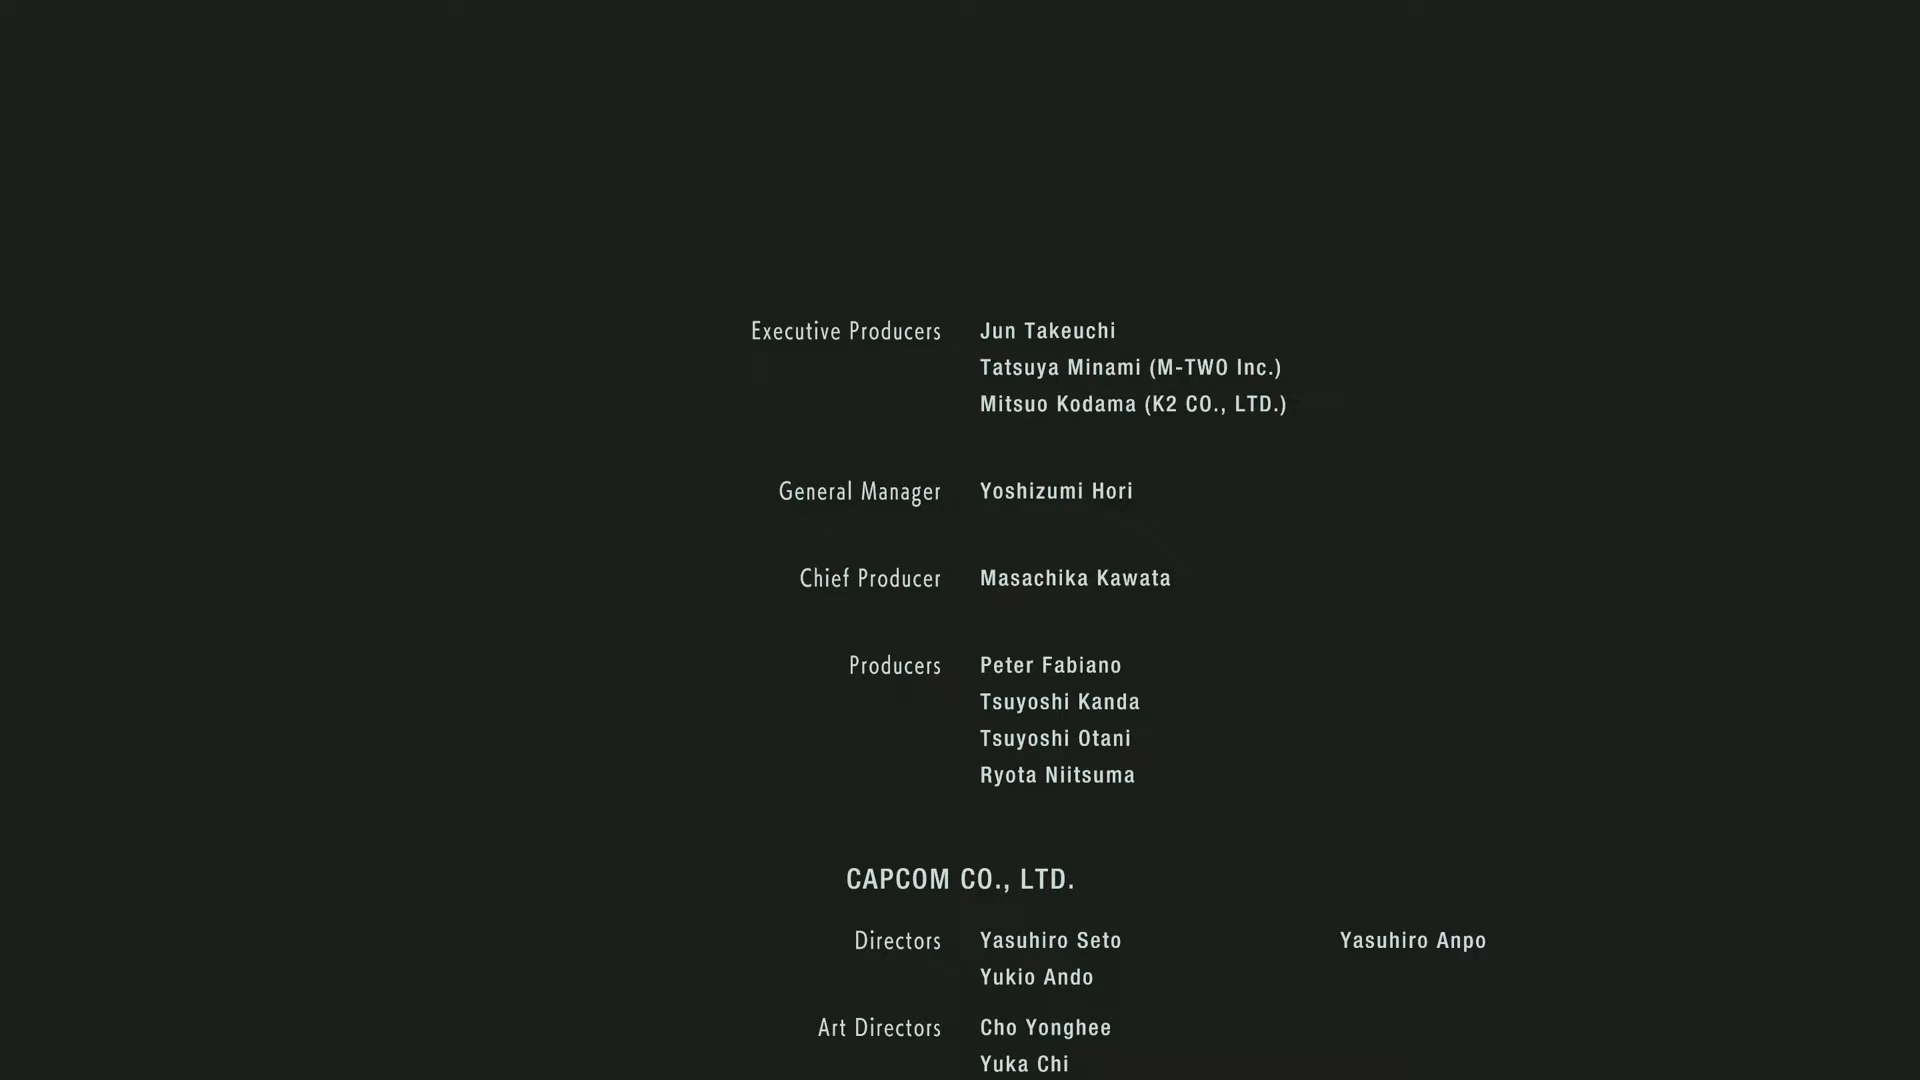 Executive Producers Jun Takeuchi
Tatsuya Minami (M-TWO Inc.)
Mitsuo Kodama (K2 CO., LTD.)
General Manager Yoshizumi Hori
Chief Producer Masachika Kawata
Producers Peter Fabiano
Tsuyoshi Kanda
Tsuyoshi Otani
Ryota Niitsuma
CAPCOM CO., LTD.
Directors Yasuhiro Seto Yasuhiro Anpo
Yukio Ando
Art Directors Cho Yonghee
Yuka Chi